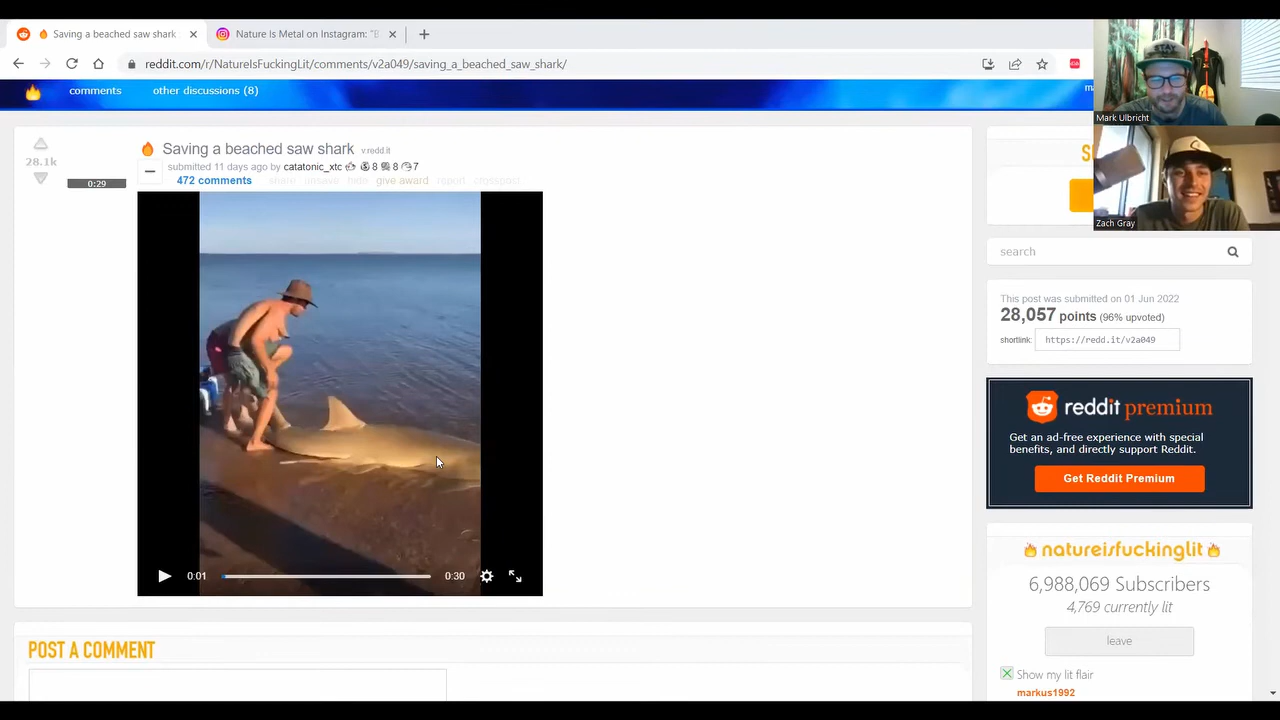 Saving a beached saw shark
Nature is Metal on Instagram: "B
reddit.com/r/NatureIsFuckingLit/comments/v2a049/saving_a_beached_saw_shark/
comments
other discussions (8)
ma
Mark Ulbricht
Zach Gray
28.1k
0:29
Saving a beached saw shark v.redd.it
submitted 11 days ago by catatonic_xtc 8 8 7
472 comments share unsave hide give award report crosspost
S
search
This post was submitted on 01 Jun 2022
28,057 points (96% upvoted)
shortlink: https://redd.it/v2a049
reddit premium
Get an ad-free experience with special
benefits, and directly support Reddit.
Get Reddit Premium
0:01
0:30
natureisfuckinglit
6,988,069 Subscribers
4,769 currently lit
leave
Show my lit flair
markus1992
POST A COMMENT